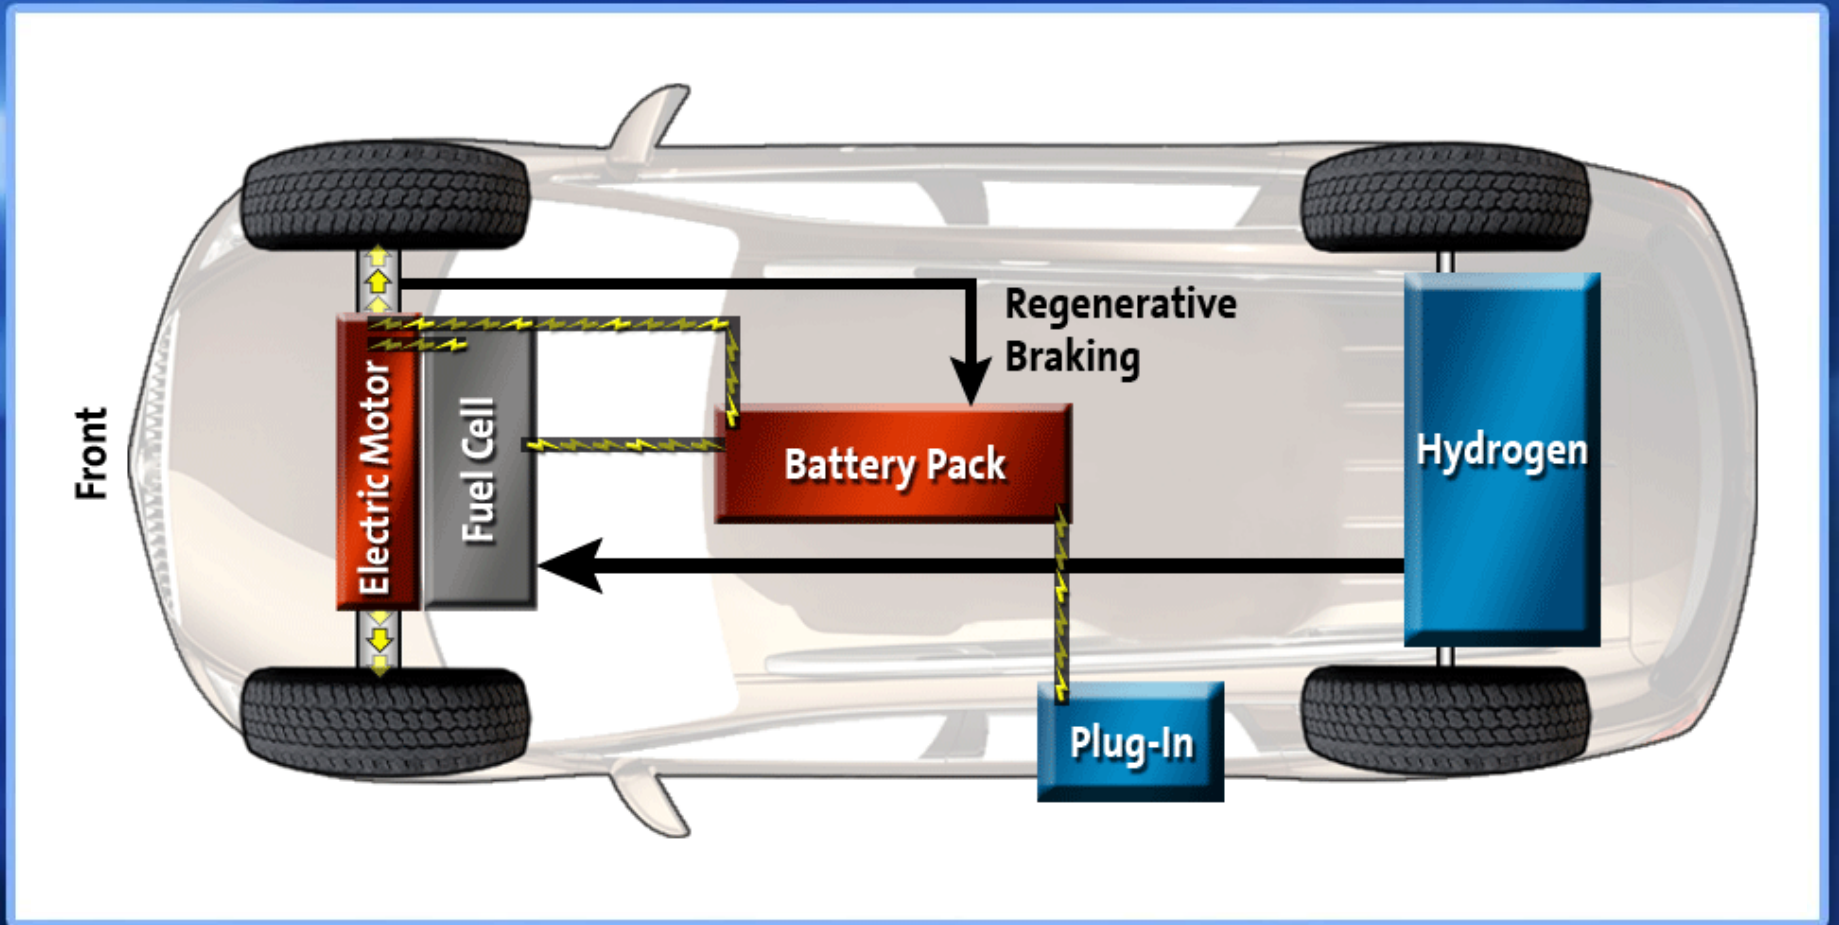 Front
Electric Motor
Fuel Cell
Regenerative
Braking
Battery Pack
Hydrogen
Plug-In